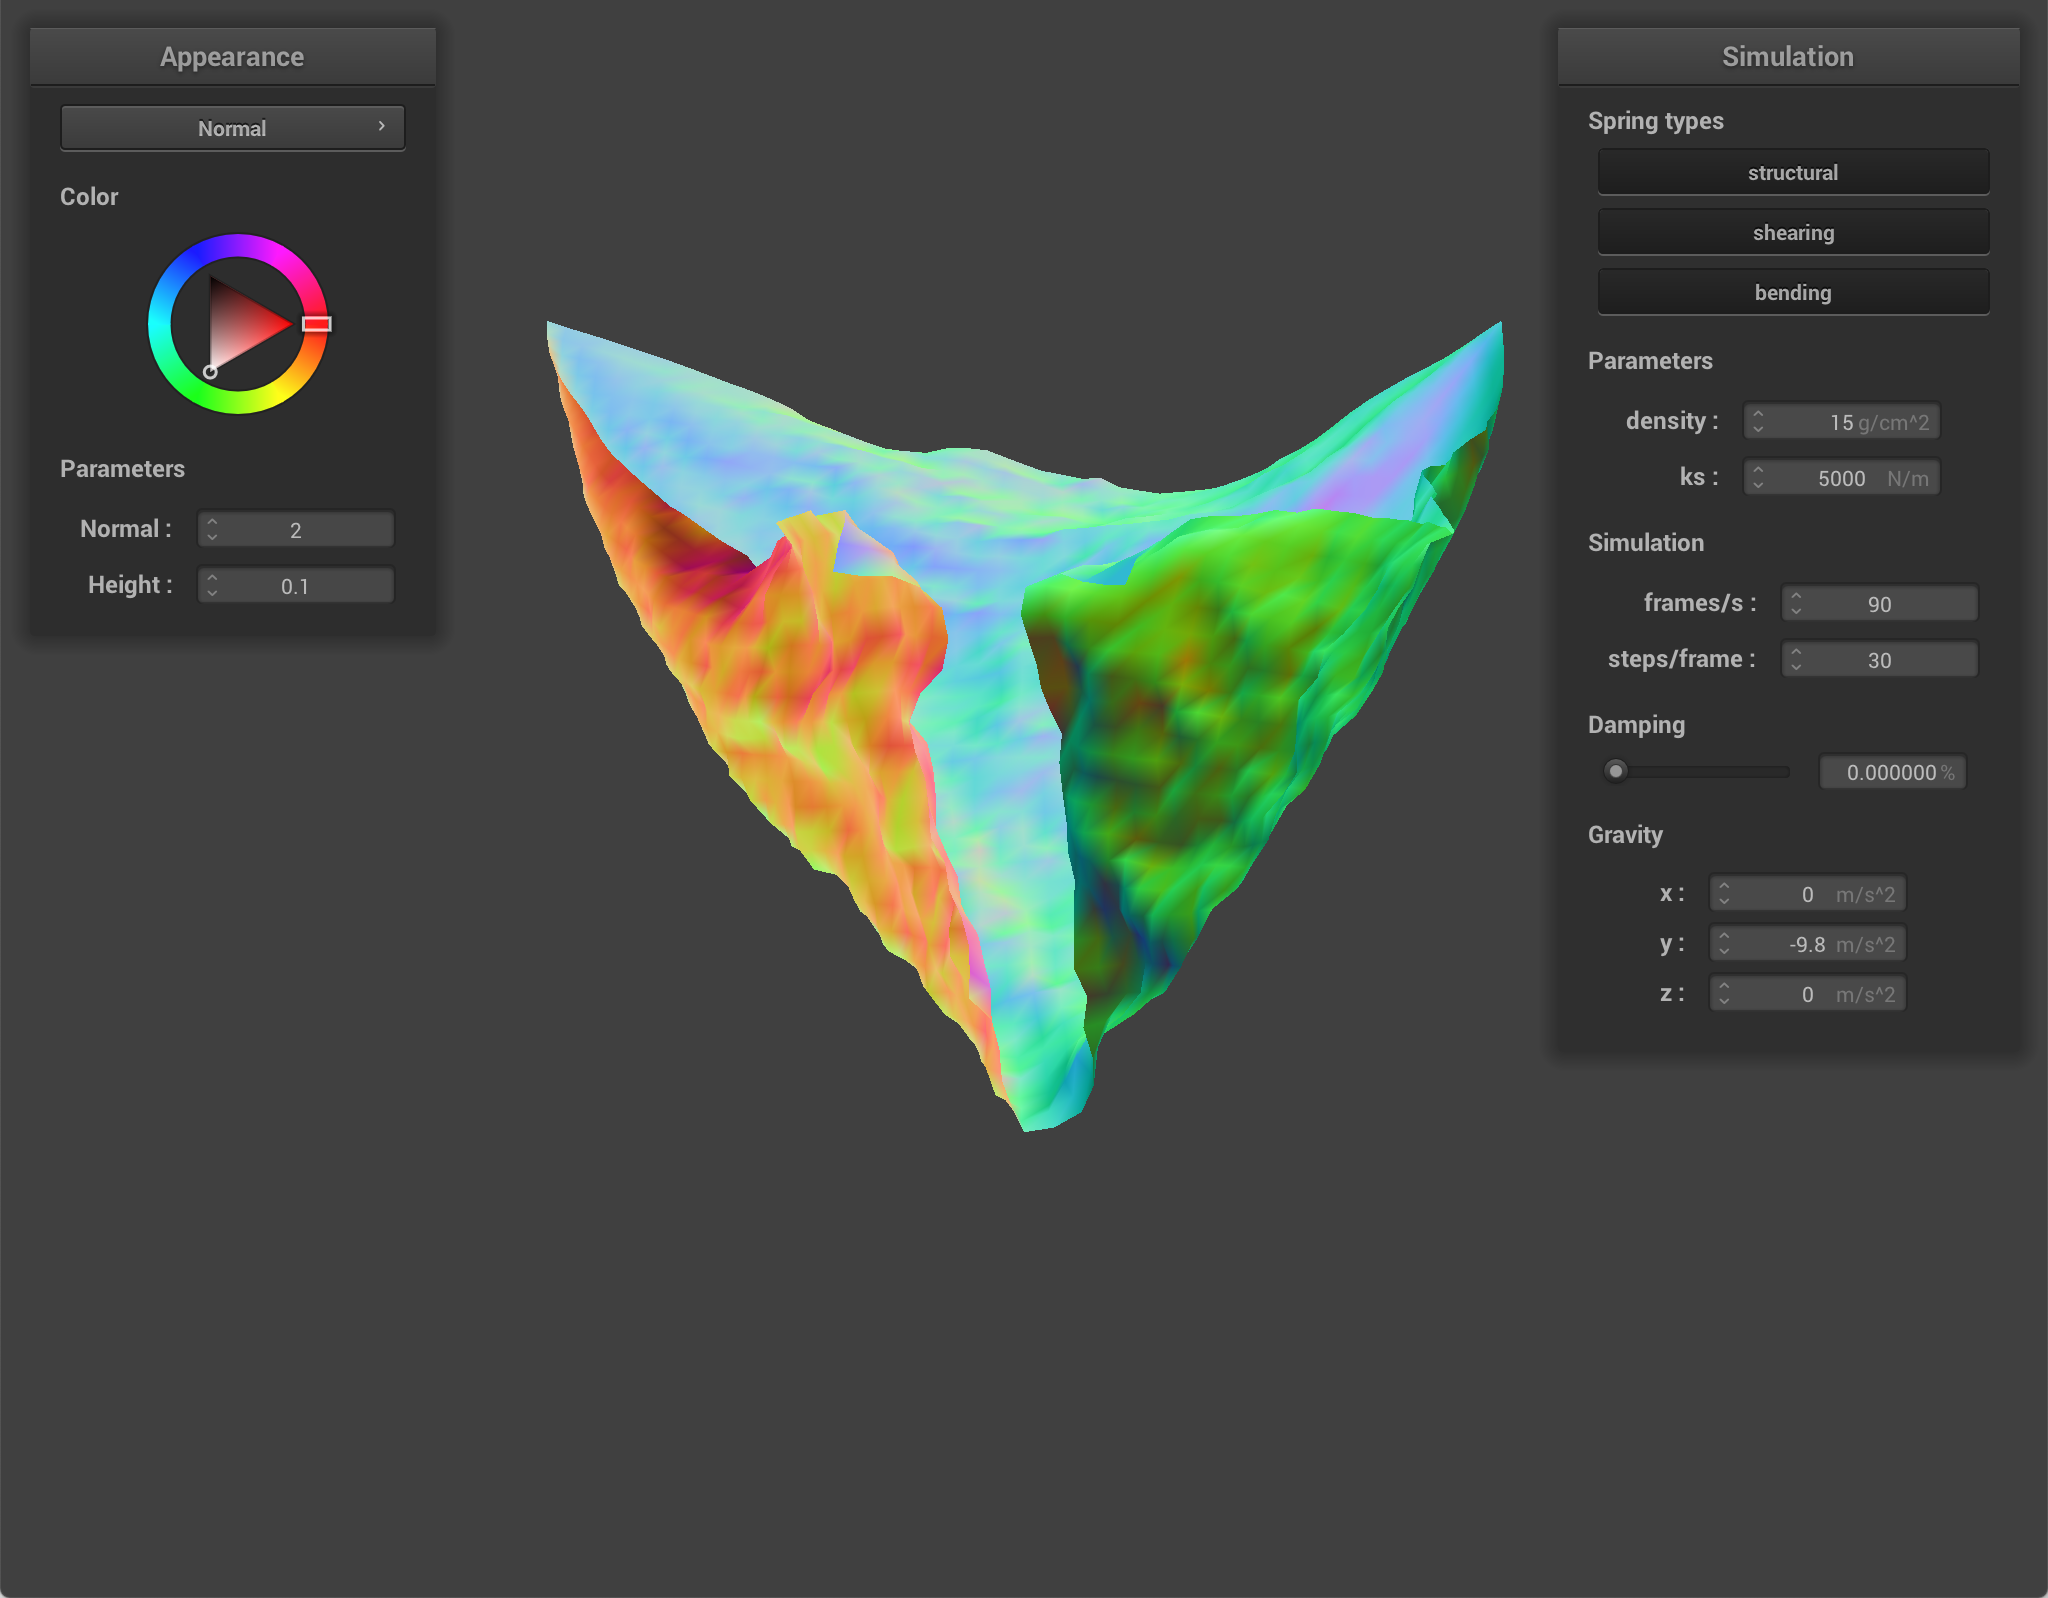 Appearance
Normal
Color
Parameters
Normal : 2
Height : 0.1
Simulation
Spring types
structural
shearing
bending
Parameters
density : 15 g/cm^2
ks : 5000 N/m
Simulation
frames/s : 90
steps/frame : 30
Damping
0.000000 %
Gravity
x : 0 m/s^2
y : -9.8 m/s^2
z : 0 m/s^2